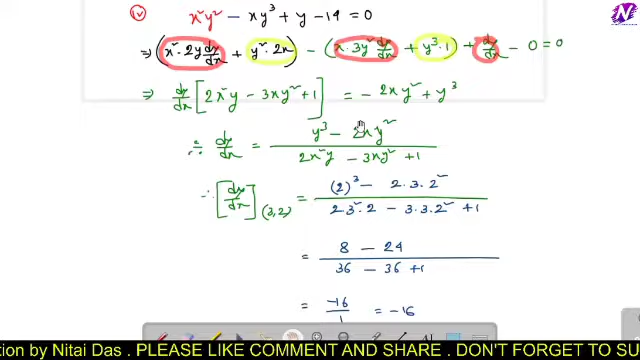 (iv) x²y² - xy³ + y - 14 = 0
N
⇒ (x²·2y dy/dx + y²·2x) - (x·3y² dy/dx + y³·1) + dy/dx - 0 = 0
⇒ dy/dx [2x²y - 3xy² + 1] = - 2xy² + y³
∴ dy/dx = (y³ - 2xy²) / (2x²y - 3xy² + 1)
∴ [dy/dx](3,2) = ((2)³ - 2·3·2²) / (2·3²·2 - 3·3·2² + 1)
= (8 - 24) / (36 - 36 + 1)
= -16/1 = -16
tion by Nitai Das . PLEASE LIKE COMMENT AND SHARE . DON'T FORGET TO SU